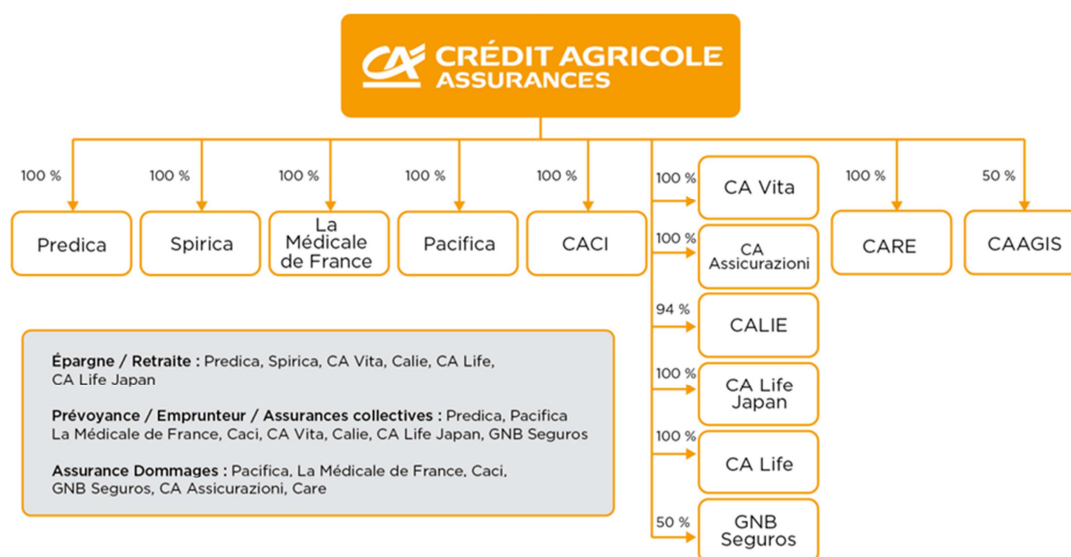 CA CRÉDIT AGRICOLE
ASSURANCES
100 %
100 %
100 %
100 %
100 %
100 %
50 %
Predica
Spirica
La
Médicale
de France
Pacifica
CACI
CARE
CAAGIS
100 %
CA Vita
100 %
CA
Assicurazioni
94 %
CALIE
100 %
CA Life
Japan
100 %
CA Life
50 %
GNB
Seguros
Épargne / Retraite : Predica, Spirica, CA Vita, Calie, CA Life,
CA Life Japan
Prévoyance / Emprunteur / Assurances collectives : Predica, Pacifica
La Médicale de France, Caci, CA Vita, Calie, CA Life Japan, GNB Seguros
Assurance Dommages : Pacifica, La Médicale de France, Caci,
GNB Seguros, CA Assicurazioni, Care